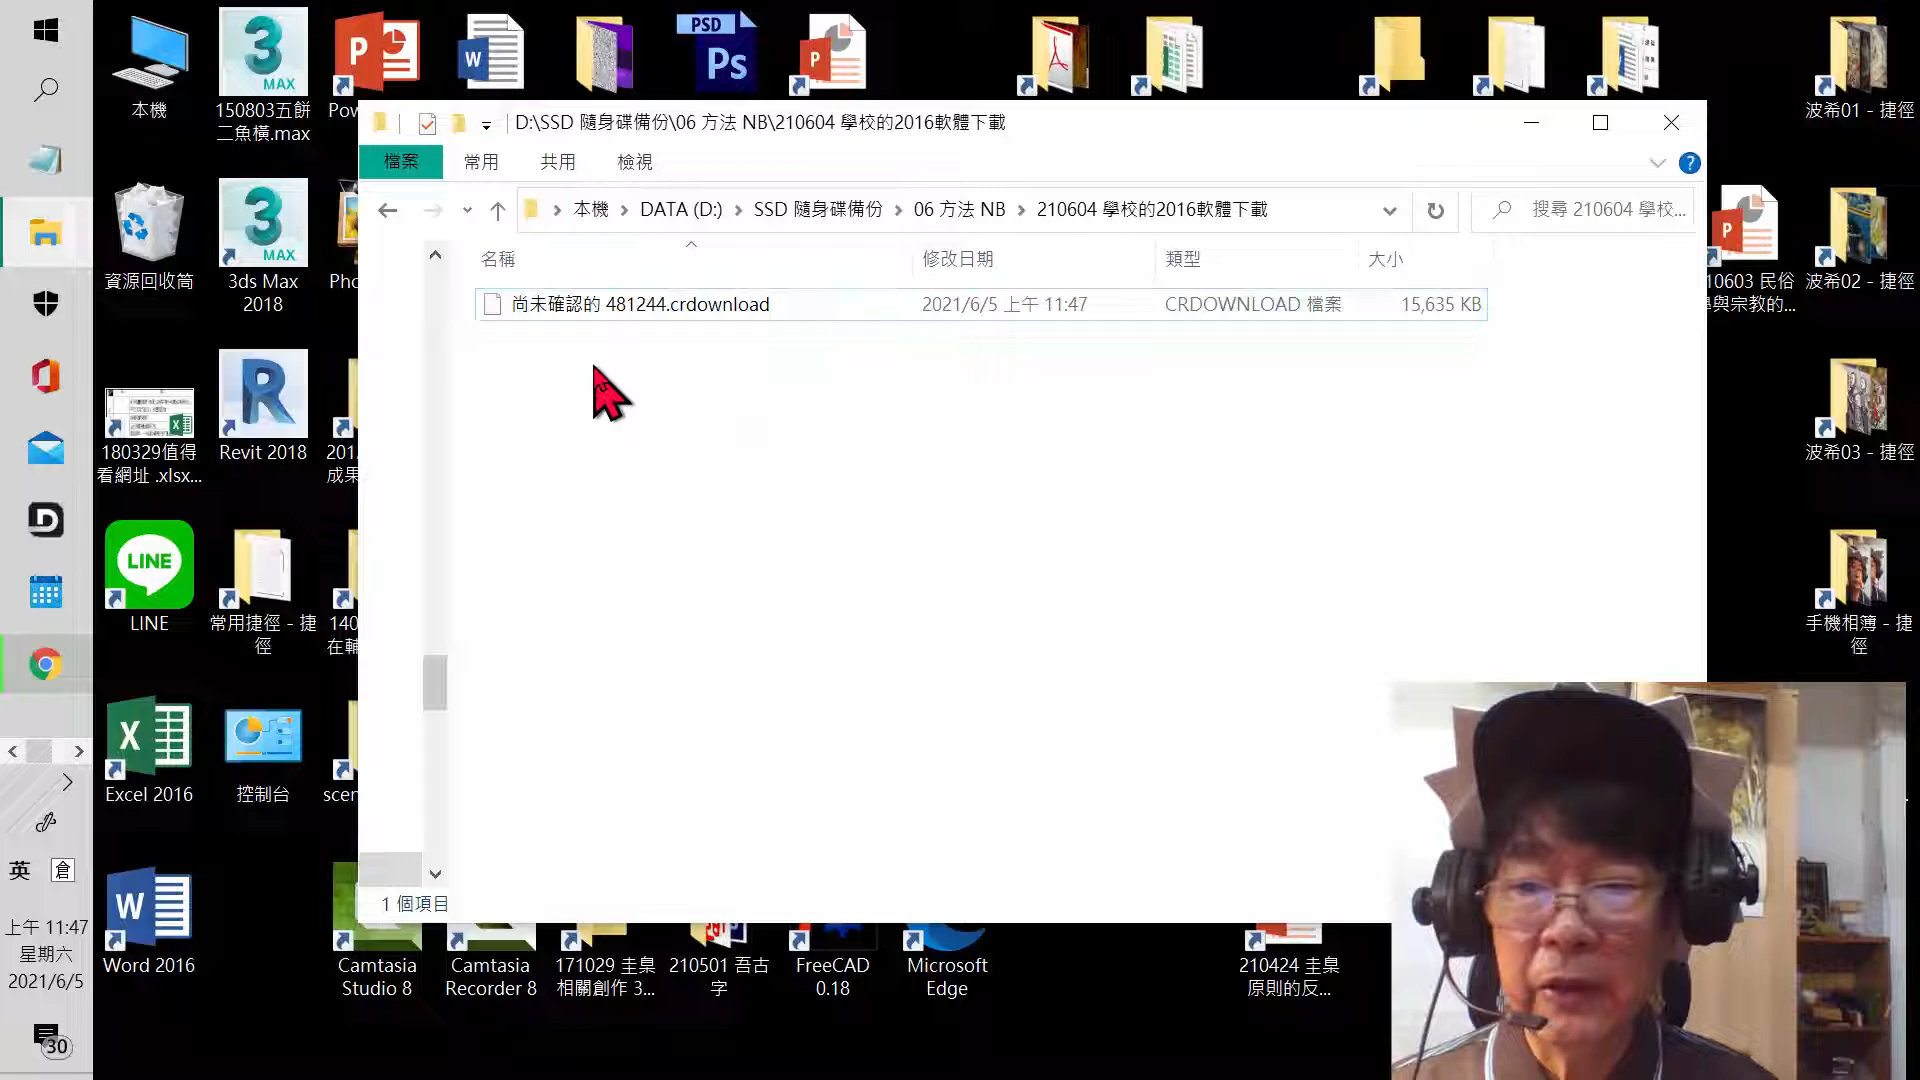 本機
150803五餅
二魚橫.max
3
MAX
Pow
PSD
Ps
波希01 - 捷徑
D:\SSD 隨身碟備份\06 方法 NB\210604 學校的2016軟體下載
檔案
常用
共用
檢視
本機
DATA (D:)
SSD 隨身碟備份
06 方法 NB
210604 學校的2016軟體下載
搜尋 210604 學校...
名稱
修改日期
類型
大小
尚未確認的 481244.crdownload
2021/6/5 上午 11:47
CRDOWNLOAD 檔案
15,635 KB
1 個項目
資源回收筒
3
MAX
3ds Max
2018
Pho
10603 民俗
波希02 - 捷徑
180329值得
看網址 .xlsx...
Revit 2018
201
成果
波希03 - 捷徑
LINE
LINE
常用捷徑 - 捷
徑
140
在輔
手機相簿 - 捷
徑
Excel 2016
控制台
scen
英
倉
上午 11:47
星期六
2021/6/5
30
Word 2016
Camtasia
Studio 8
Camtasia
Recorder 8
171029 圭臬
相關創作 3...
210501 吾古
字
FreeCAD
0.18
Microsoft
Edge
210424 圭臬
原則的反...